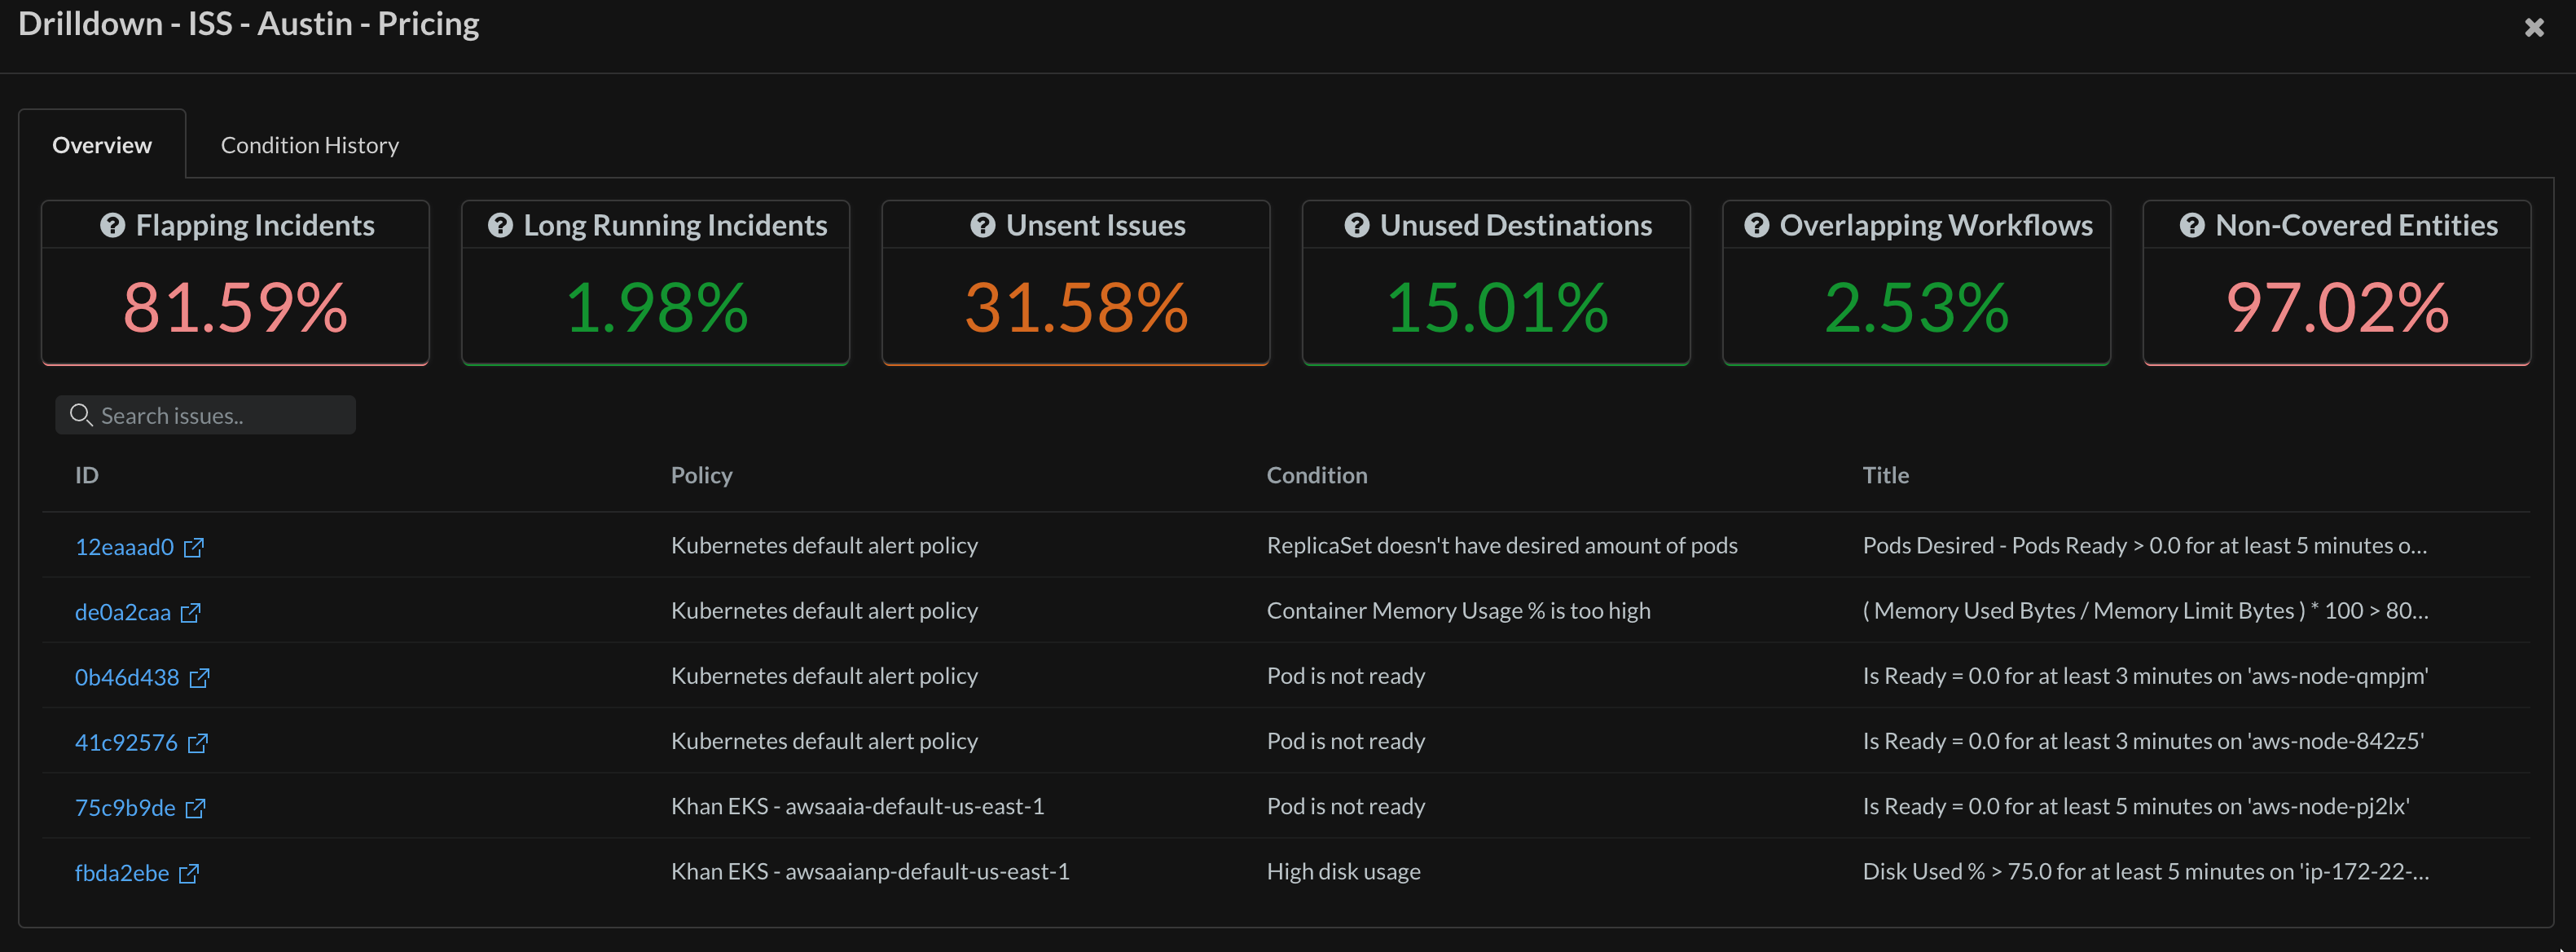 Drilldown - ISS - Austin - Pricing
Overview Condition History
Flapping Incidents Long Running Incidents Unsent Issues Unused Destinations Overlapping Workflows Non-Covered Entities
81.59% 1.98% 31.58% 15.01% 2.53% 97.02%
Search issues..
ID Policy Condition Title
12eaaad0 Kubernetes default alert policy ReplicaSet doesn't have desired amount of pods Pods Desired - Pods Ready > 0.0 for at least 5 minutes o...
de0a2caa Kubernetes default alert policy Container Memory Usage % is too high ( Memory Used Bytes / Memory Limit Bytes ) * 100 > 80...
0b46d438 Kubernetes default alert policy Pod is not ready Is Ready = 0.0 for at least 3 minutes on 'aws-node-qmpjm'
41c92576 Kubernetes default alert policy Pod is not ready Is Ready = 0.0 for at least 3 minutes on 'aws-node-842z5'
75c9b9de Khan EKS - awsaaia-default-us-east-1 Pod is not ready Is Ready = 0.0 for at least 5 minutes on 'aws-node-pj2lx'
fbda2ebe Khan EKS - awsaaianp-default-us-east-1 High disk usage Disk Used % > 75.0 for at least 5 minutes on 'ip-172-22-...